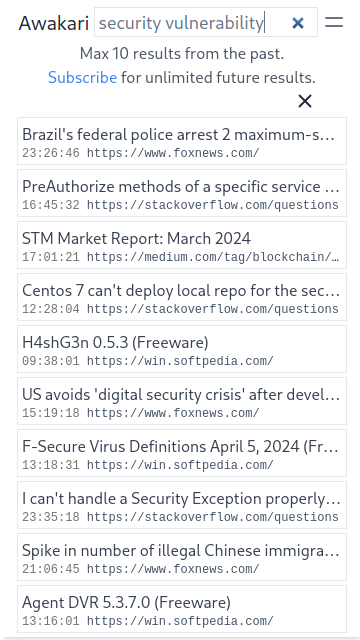 Awakari security vulnerability
Max 10 results from the past.
Subscribe for unlimited future results.
Brazil's federal police arrest 2 maximum-s...
23:26:46 https://www.foxnews.com/
PreAuthorize methods of a specific service ...
16:45:32 https://stackoverflow.com/questions
STM Market Report: March 2024
17:01:21 https://medium.com/tag/blockchain/...
Centos 7 can't deploy local repo for the sec...
12:28:04 https://stackoverflow.com/questions
H4shG3n 0.5.3 (Freeware)
09:38:01 https://win.softpedia.com/
US avoids 'digital security crisis' after devel...
15:19:18 https://www.foxnews.com/
F-Secure Virus Definitions April 5, 2024 (Fr...
13:18:31 https://win.softpedia.com/
I can't handle a Security Exception properly...
23:35:18 https://stackoverflow.com/questions
Spike in number of illegal Chinese immigra...
21:06:45 https://www.foxnews.com/
Agent DVR 5.3.7.0 (Freeware)
13:16:01 https://win.softpedia.com/